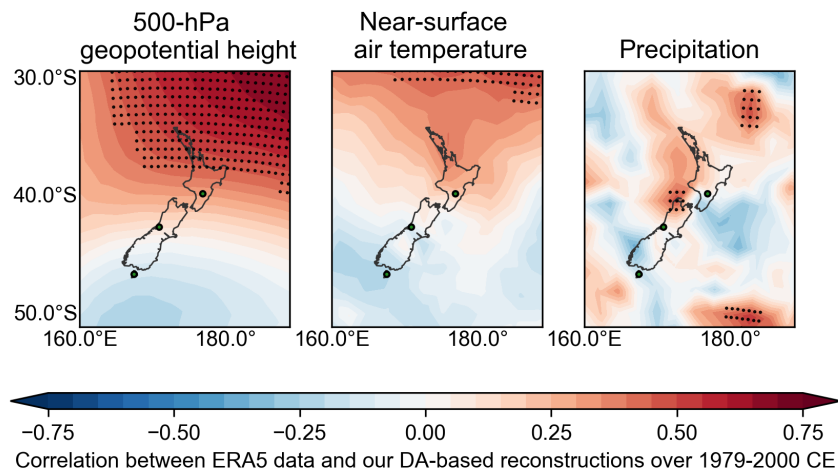 500-hPa
geopotential height
Near-surface
air temperature
Precipitation
30.0°S
40.0°S
50.0°S
160.0°E
180.0°
160.0°E
180.0°
160.0°E
180.0°
−0.75
−0.50
−0.25
0.00
0.25
0.50
0.75
Correlation between ERA5 data and our DA-based reconstructions over 1979-2000 CE